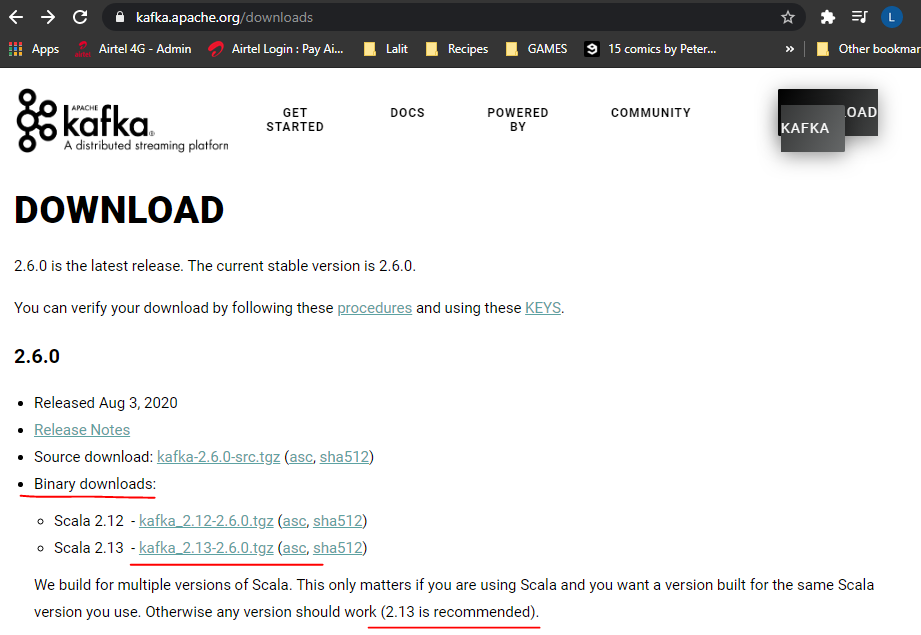 kafka.apache.org/downloads
L
Apps Airtel 4G - Admin Airtel Login : Pay Ai... Lalit Recipes GAMES 15 comics by Peter... » Other bookmar
APACHE
kafka®
A distributed streaming platform
GET
STARTED
DOCS
POWERED
BY
COMMUNITY
LOAD
KAFKA
DOWNLOAD
2.6.0 is the latest release. The current stable version is 2.6.0.
You can verify your download by following these procedures and using these KEYS.
2.6.0
• Released Aug 3, 2020
• Release Notes
• Source download: kafka-2.6.0-src.tgz (asc, sha512)
• Binary downloads:
◦ Scala 2.12 - kafka_2.12-2.6.0.tgz (asc, sha512)
◦ Scala 2.13 - kafka_2.13-2.6.0.tgz (asc, sha512)
We build for multiple versions of Scala. This only matters if you are using Scala and you want a version built for the same Scala
version you use. Otherwise any version should work (2.13 is recommended).